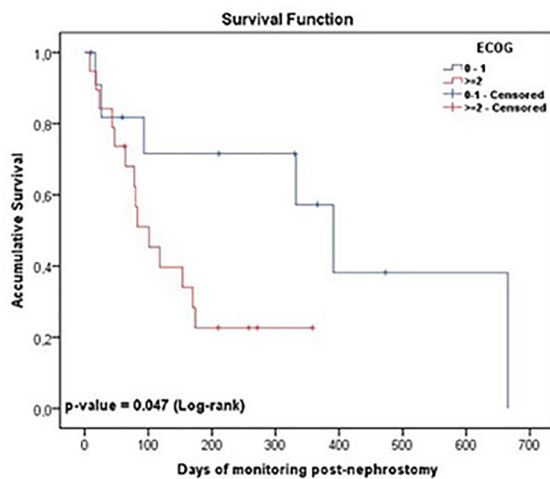 Survival Function
ECOG
0 - 1
>=2
0-1 - Censored
>=2 - Censored
1,0
0,8
0,6
0,4
0,2
0,0
Accumulative Survival
p-value = 0.047 (Log-rank)
0 100 200 300 400 500 600 700
Days of monitoring post-nephrostomy